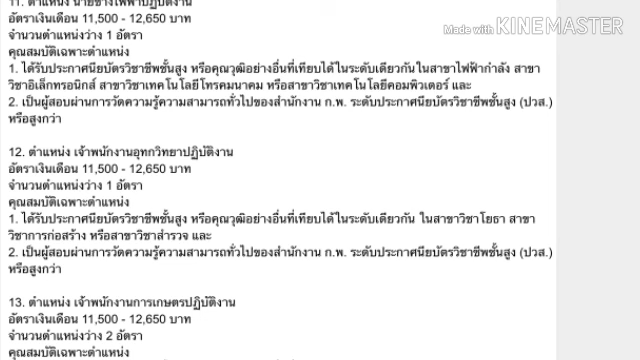 11. ตำแหน่ง นายช่างไฟฟ้าปฏิบัติงาน
อัตราเงินเดือน 11,500 - 12,650 บาท
Made with KINEMASTER
จำนวนตำแหน่งว่าง 1 อัตรา
คุณสมบัติเฉพาะตำแหน่ง
1. ได้รับประกาศนียบัตรวิชาชีพชั้นสูง หรือคุณวุฒิอย่างอื่นที่เทียบได้ในระดับเดียวกันในสาขาไฟฟ้ากำลัง สาขา
วิชาอิเล็กทรอนิกส์ สาขาวิชาเทคโนโลยีโทรคมนาคม หรือสาขาวิชาเทคโนโลยีคอมพิวเตอร์ และ
2. เป็นผู้สอบผ่านการวัดความรู้ความสามารถทั่วไปของสำนักงาน ก.พ. ระดับประกาศนียบัตรวิชาชีพชั้นสูง (ปวส.)
หรือสูงกว่า
12. ตำแหน่ง เจ้าพนักงานอุทกวิทยาปฏิบัติงาน
อัตราเงินเดือน 11,500 - 12,650 บาท
จำนวนตำแหน่งว่าง 1 อัตรา
คุณสมบัติเฉพาะตำแหน่ง
1. ได้รับประกาศนียบัตรวิชาชีพชั้นสูง หรือคุณวุฒิอย่างอื่นที่เทียบได้ในระดับเดียวกัน ในสาขาวิชาโยธา สาขา
วิชาการก่อสร้าง หรือสาขาวิชาสำรวจ และ
2. เป็นผู้สอบผ่านการวัดความรู้ความสามารถทั่วไปของสำนักงาน ก.พ. ระดับประกาศนียบัตรวิชาชีพชั้นสูง (ปวส.)
หรือสูงกว่า
13. ตำแหน่ง เจ้าพนักงานการเกษตรปฏิบัติงาน
อัตราเงินเดือน 11,500 - 12,650 บาท
จำนวนตำแหน่งว่าง 2 อัตรา
คุณสมบัติเฉพาะตำแหน่ง